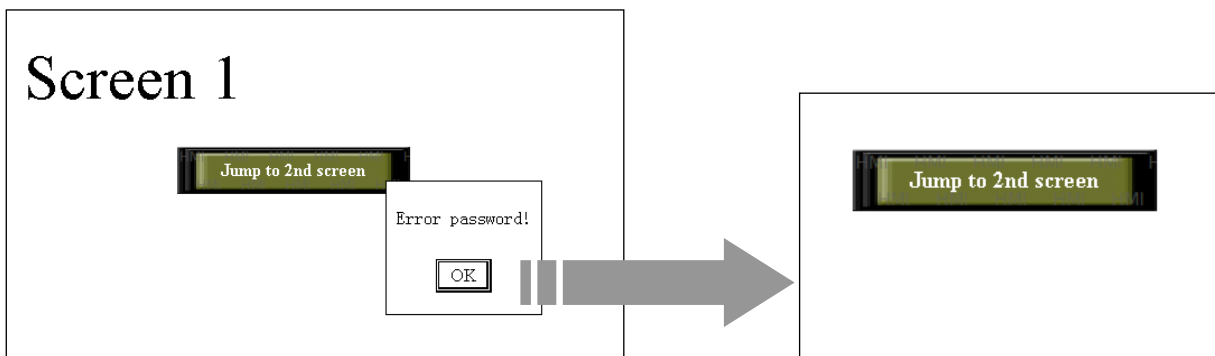 Screen 1
Jump to 2nd screen
Error password!
OK
Jump to 2nd screen